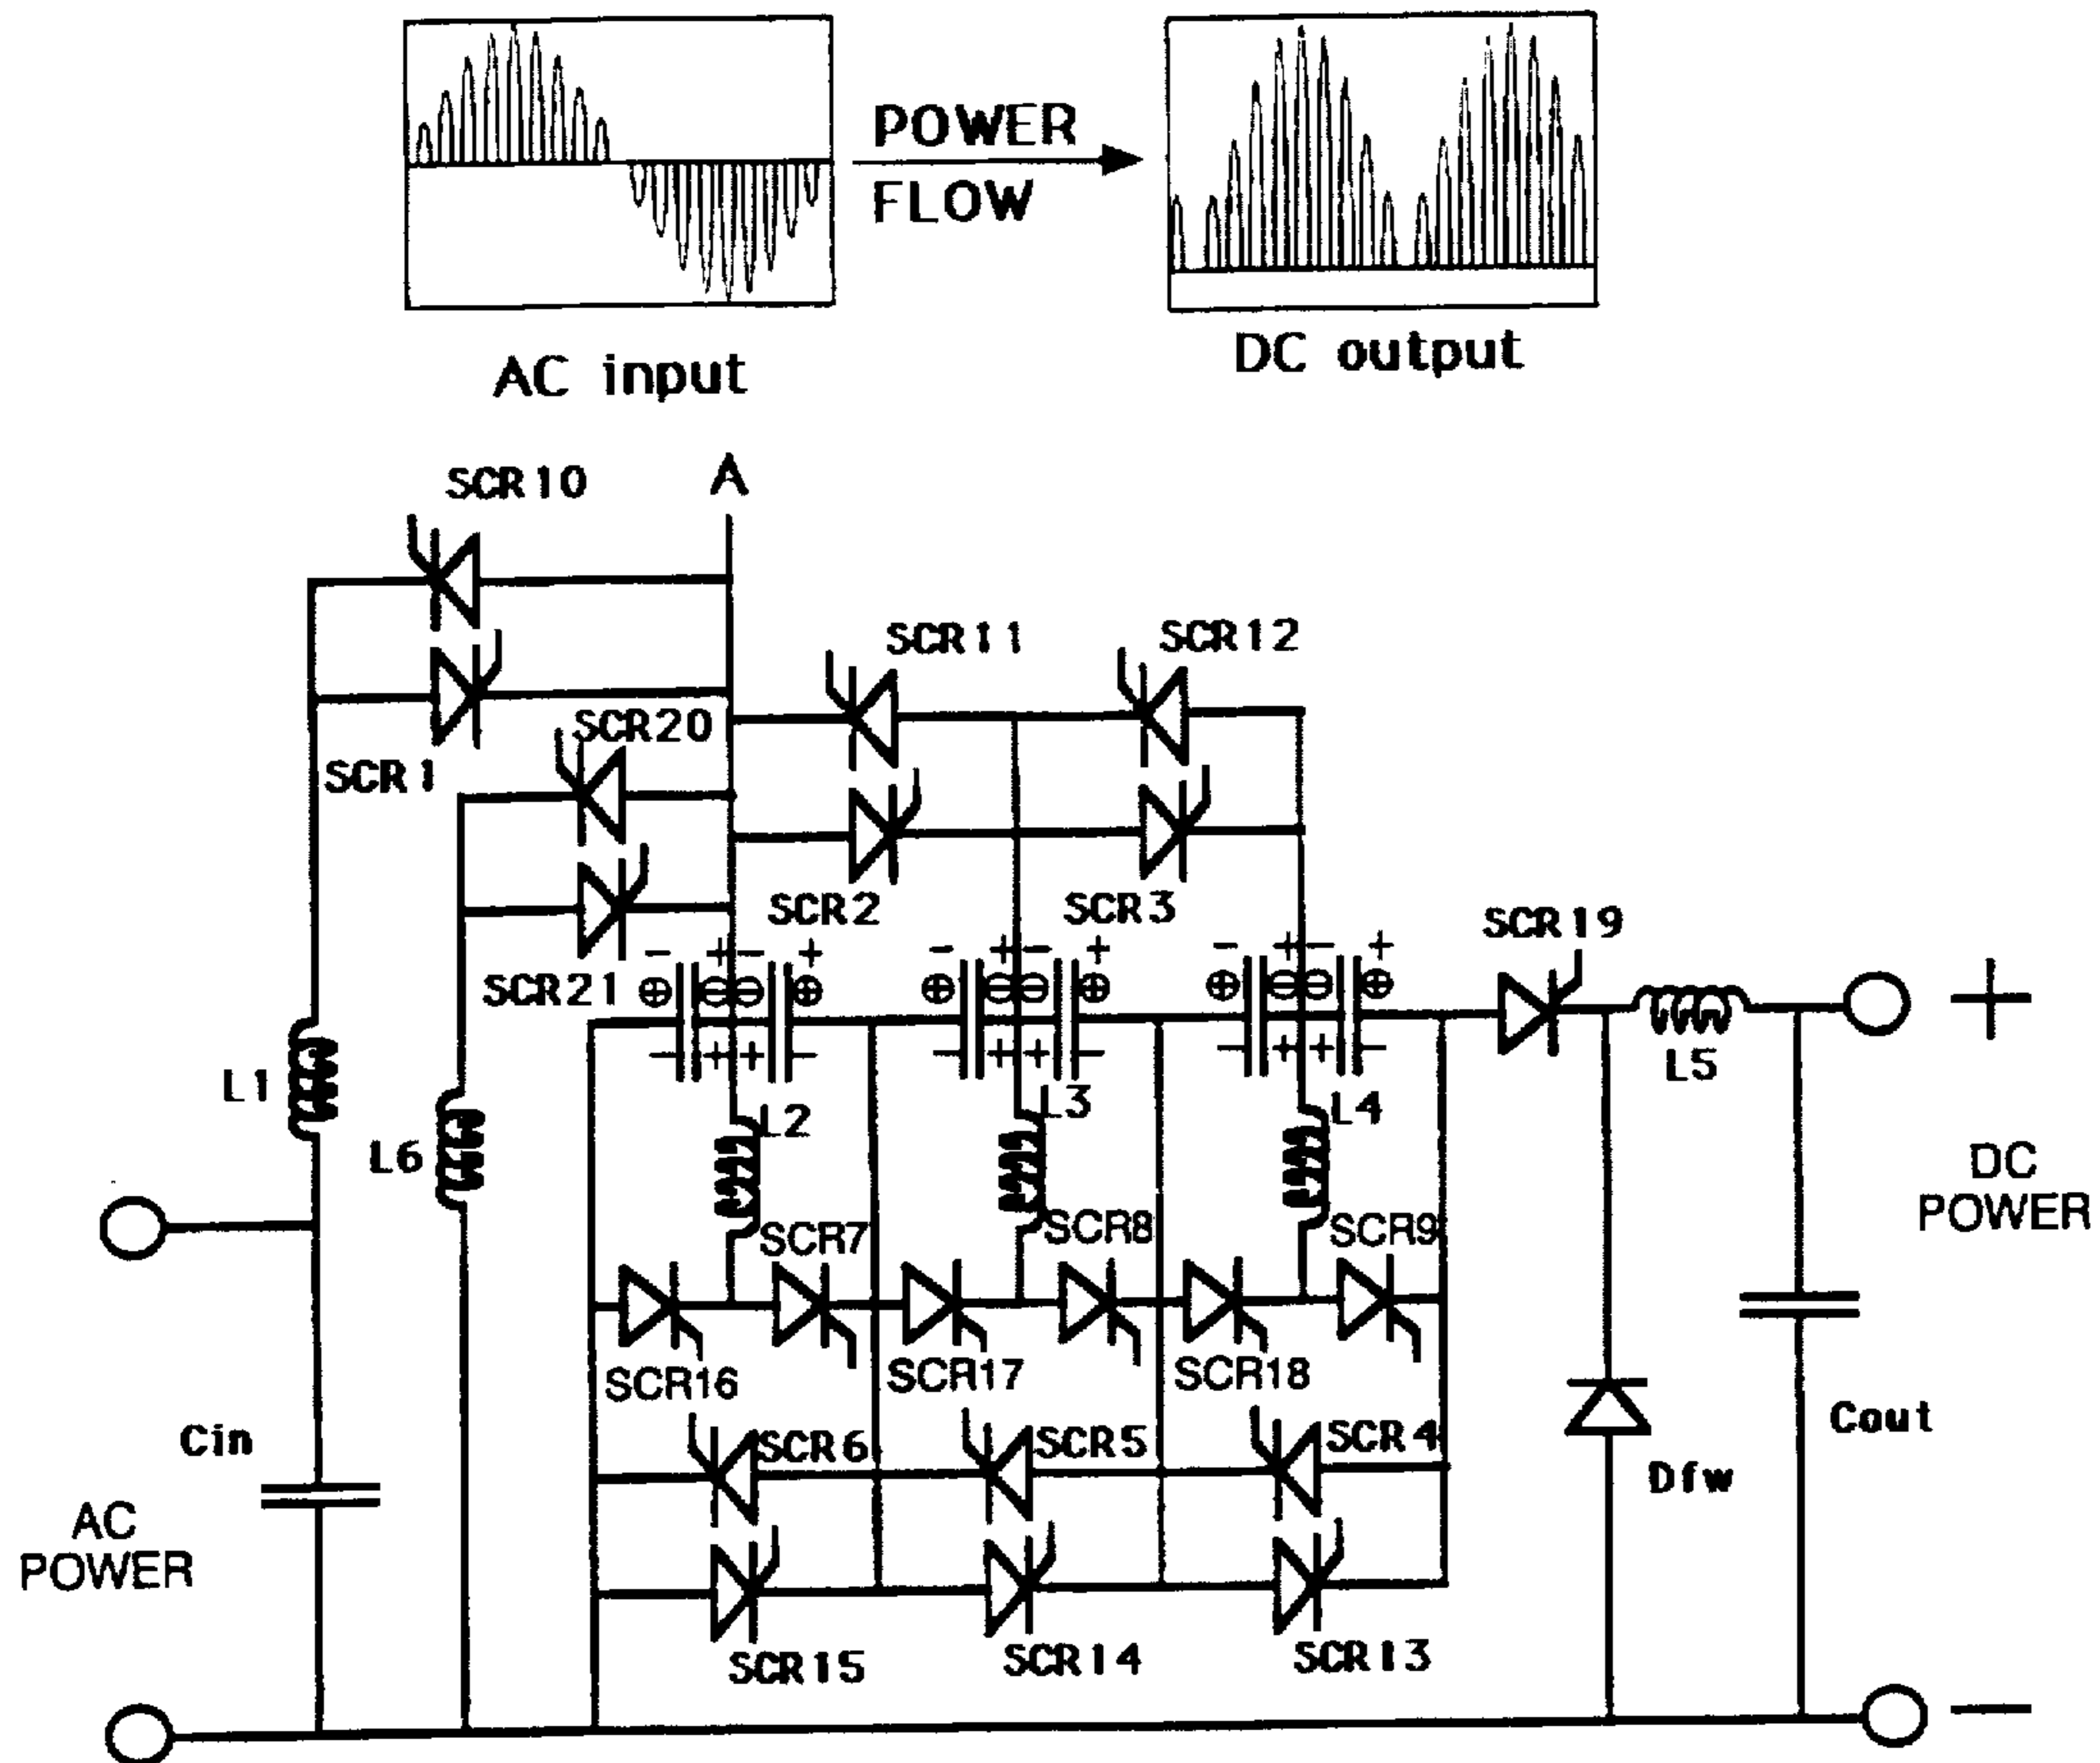 POWER
FLOW
AC input
DC output
SCR10
A
SCR11
SCR12
SCR20
SCR1
SCR2
SCR3
SCR19
SCR21
- + - + - + - + - + - +
⊕ ⊖ ⊖ ⊕ ⊕ ⊖ ⊖ ⊕ ⊕ ⊖ ⊖ ⊕
- + + - - + + - - + + -
+
L1
L2
L3
L4
L5
L6
DC
POWER
SCR7
SCR8
SCR9
SCR16
SCR17
SCR18
Cin
SCR6
SCR5
SCR4
Cout
Dfw
AC
POWER
SCR15
SCR14
SCR13
-